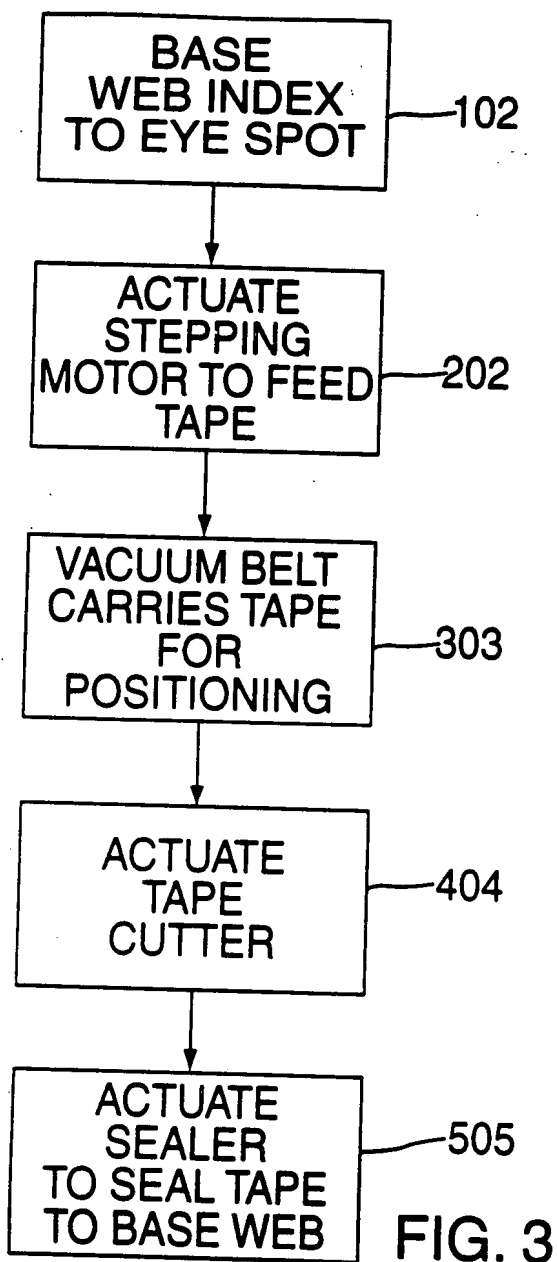 BASE
WEB INDEX
TO EYE SPOT
102
ACTUATE
STEPPING
MOTOR TO FEED
TAPE
202
VACUUM BELT
CARRIES TAPE
FOR
POSITIONING
303
ACTUATE
TAPE
CUTTER
404
ACTUATE
SEALER
TO SEAL TAPE
TO BASE WEB
505
FIG. 3